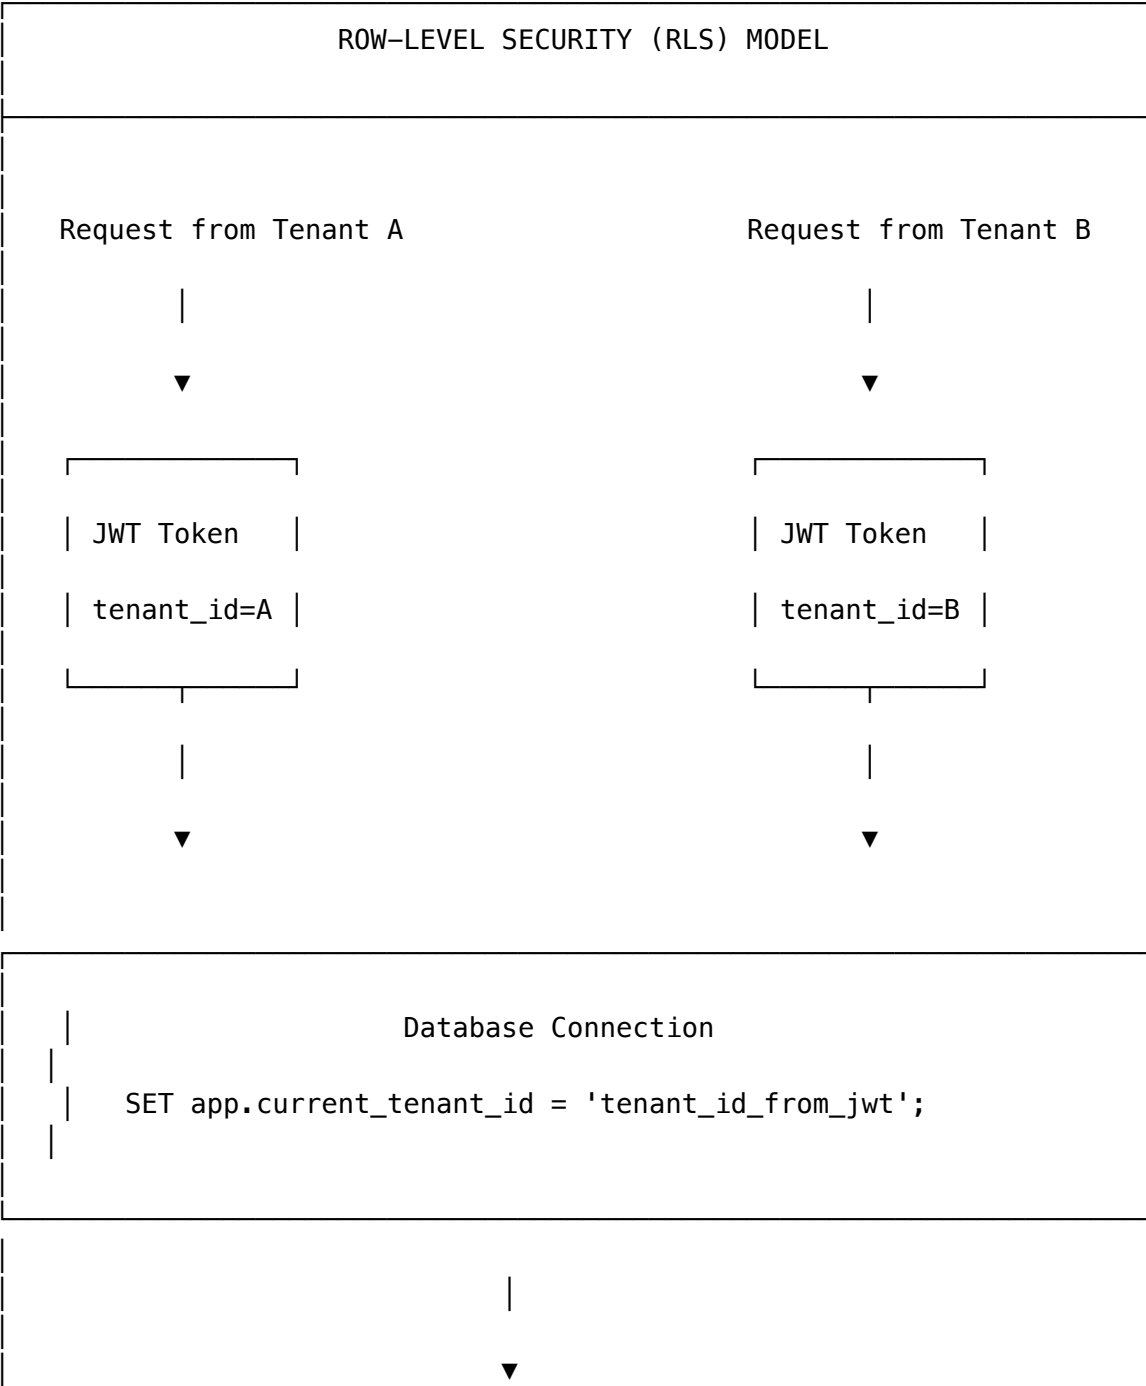 ROW-LEVEL SECURITY (RLS) MODEL
Request from Tenant A Request from Tenant B
JWT Token JWT Token
tenant_id=A tenant_id=B
Database Connection
SET app.current_tenant_id = 'tenant_id_from_jwt';